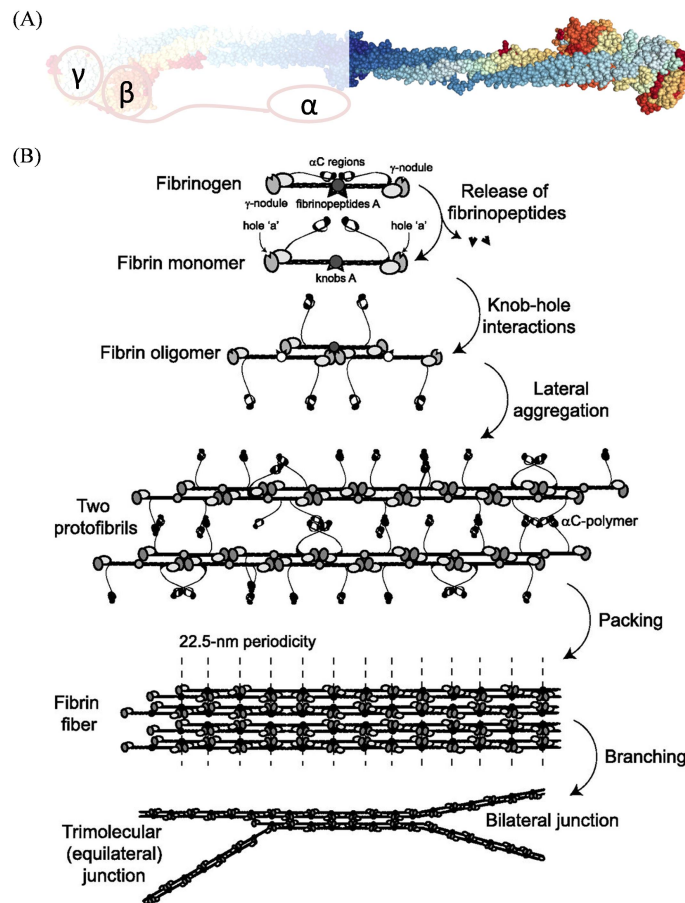 (A)
γ
β
α
(B)
αC regions
γ-nodule
Fibrinogen
γ-nodule
fibrinopeptides A
Release of
fibrinopeptides
hole 'a'
hole 'a'
Fibrin monomer
knobs A
Knob-hole
interactions
Fibrin oligomer
Lateral
aggregation
Two
protofibrils
αC-polymer
Packing
22.5-nm periodicity
Fibrin
fiber
Branching
Bilateral junction
Trimolecular
(equilateral)
junction